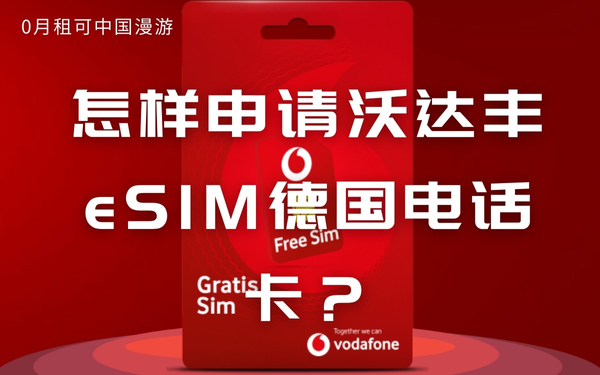 0月租可中国漫游
怎样申请沃达丰
eSIM德国电话
Free Sim
Gratis
Sim
卡？
Together we can
vodafone